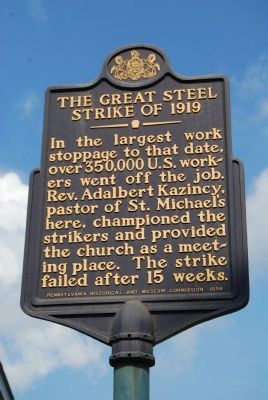 THE GREAT STEEL
STRIKE OF 1919
In the largest work
stoppage to that date,
over 350,000 U.S. work-
ers went off the job.
Rev. Adalbert Kazincy,
pastor of St. Michaels
here, championed the
strikers and provided
the church as a meet-
ing place. The strike
failed after 15 weeks.
PENNSYLVANIA HISTORICAL AND MUSEUM COMMISSION 1994